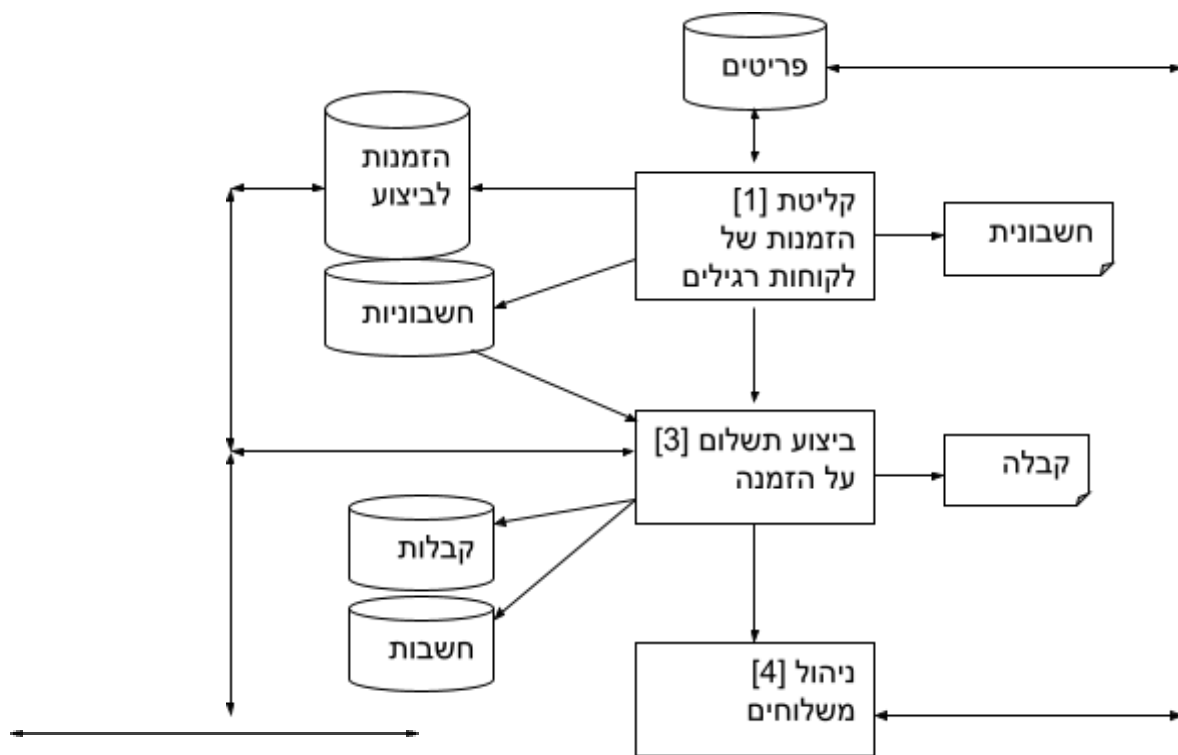 פריטים
הזמנות
לביצוע
קליטת [1]
הזמנות של
לקוחות רגילים
חשבונית
חשבוניות
ביצוע תשלום [3]
על הזמנה
קבלה
קבלות
חשבות
ניהול [4]
משלוחים